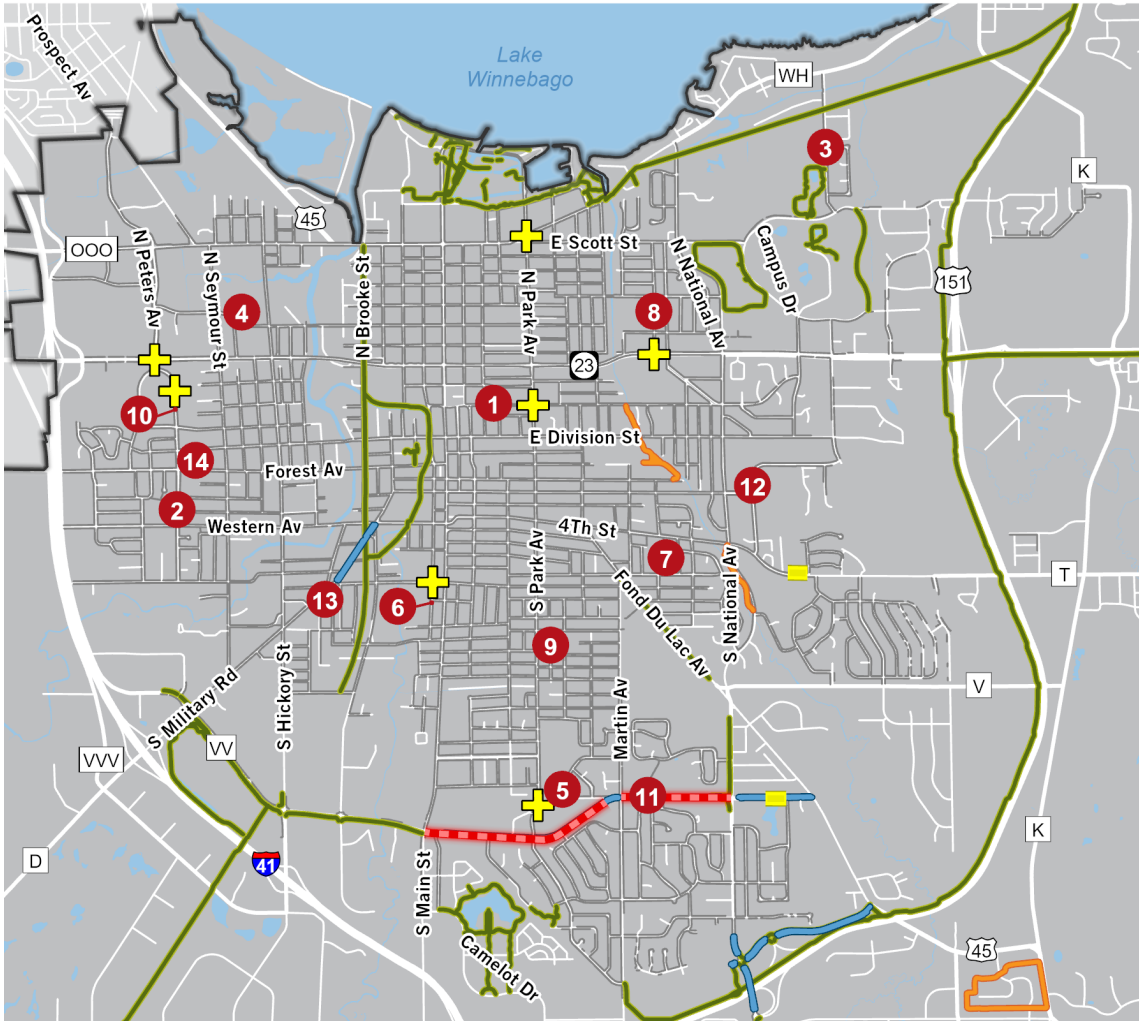 Prospect Av
Lake
Winnebago
WH
3
K
45
OOO
N Peters Av
N Seymour St
N Brooke St
E Scott St
N Park Av
N National Av
Campus Dr
151
4
8
23
10
1
E Division St
14
Forest Av
12
2
Western Av
4Th St
S Park Av
7
S National Av
T
13
6
Fond Du Lac Av
9
S Military Rd
S Hickory St
Martin Av
V
VV
VVV
5
11
K
D
41
S Main St
Camelot Dr
45